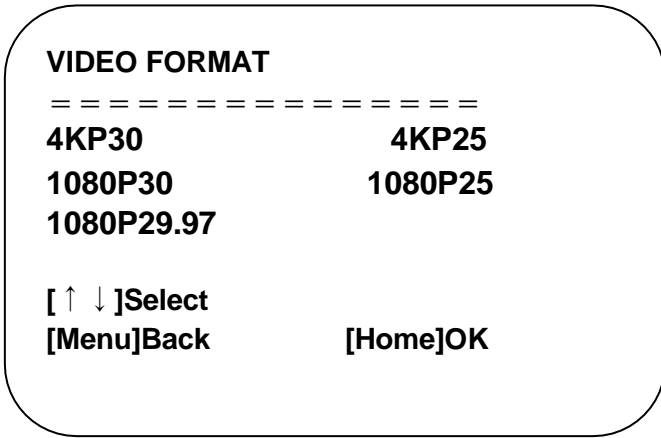 VIDEO FORMAT
===============
4KP30 4KP25
1080P30 1080P25
1080P29.97
[↑↓]Select
[Menu]Back [Home]OK